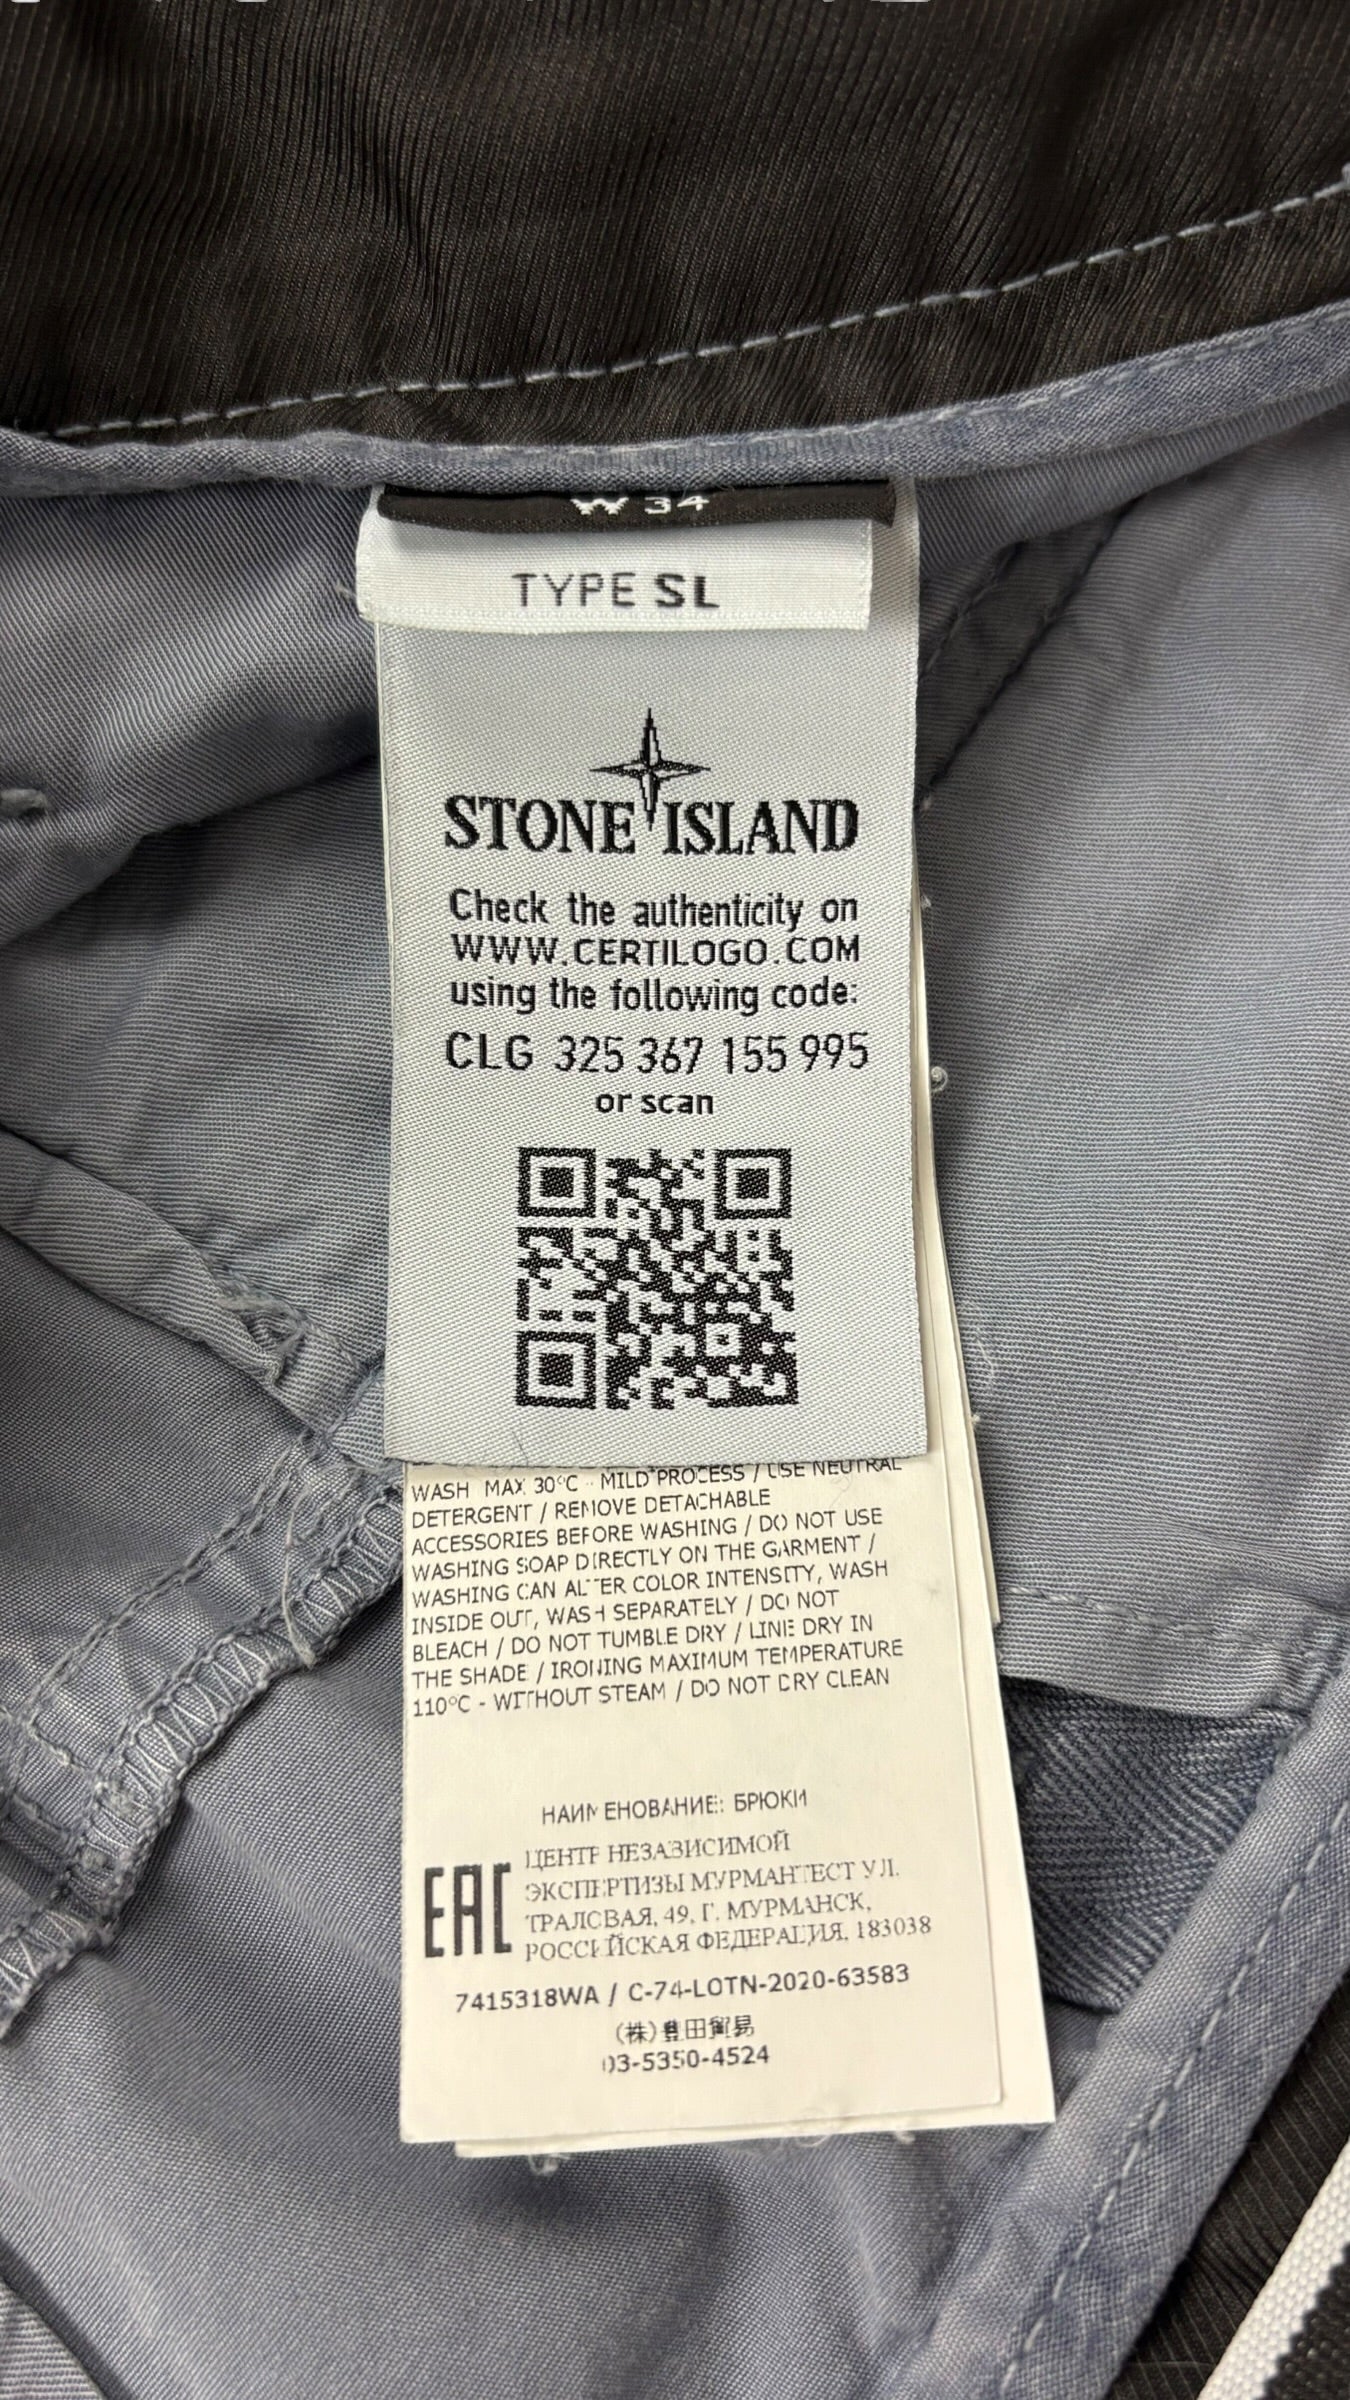 W 34
TYPE SL
STONE ISLAND
Check the authenticity on
WWW.CERTILOGO.COM
using the following code:
CLG 325 367 155 995
or scan
WASH MAX 30°C - MILD PROCESS / USE NEUTRAL
DETERGENT / REMOVE DETACHABLE
ACCESSORIES BEFORE WASHING / DO NOT USE
WASHING SOAP DIRECTLY ON THE GARMENT /
WASHING CAN ALTER COLOR INTENSITY, WASH
INSIDE OUT, WASH SEPARATELY / DO NOT
BLEACH / DO NOT TUMBLE DRY / LINE DRY IN
THE SHADE / IRONING MAXIMUM TEMPERATURE
110°C - WITHOUT STEAM / DO NOT DRY CLEAN
НАИМЕНОВАНИЕ: БРЮКИ
EAC
ЦЕНТР НЕЗАВИСИМОЙ
ЭКСПЕРТИЗЫ МУРМАНТЕСТ УЛ.
ТРАЛОВАЯ, 49, Г. МУРМАНСК,
РОССИЙСКАЯ ФЕДЕРАЦИЯ, 183038
7415318WA / C-74-LOTN-2020-63583
(株)豊田貿易
03-5350-4524